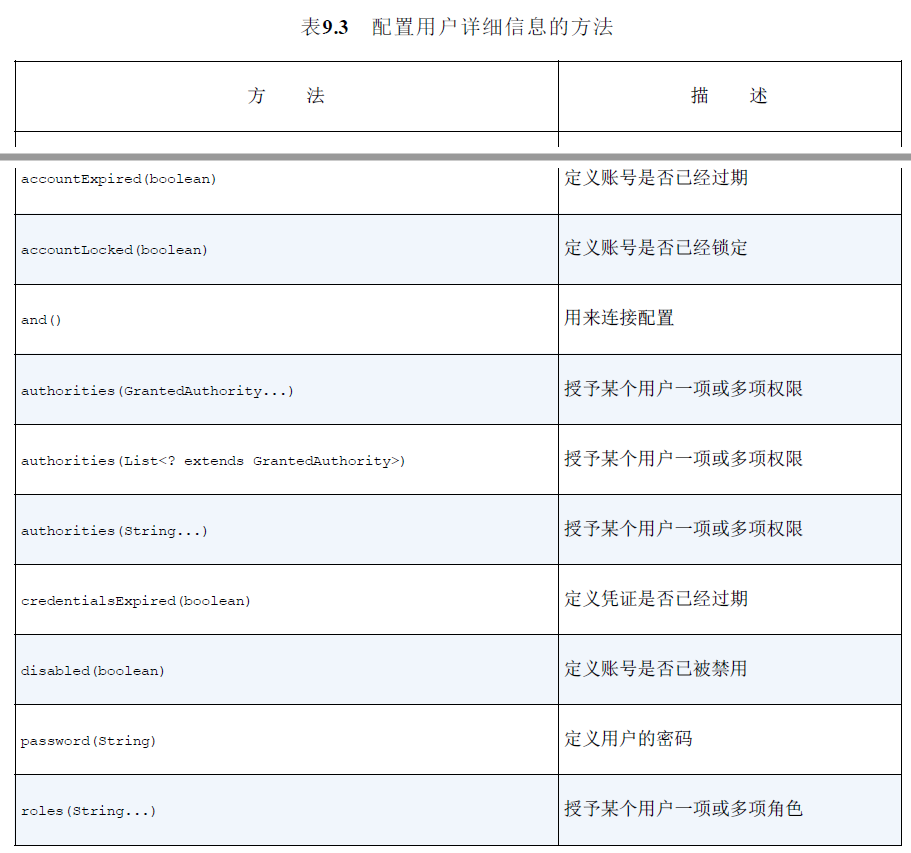 表9.3 配置用户详细信息的方法
方 法 描 述
accountExpired(boolean) 定义账号是否已经过期
accountLocked(boolean) 定义账号是否已经锁定
and() 用来连接配置
authorities(GrantedAuthority...) 授予某个用户一项或多项权限
authorities(List<? extends GrantedAuthority>) 授予某个用户一项或多项权限
authorities(String...) 授予某个用户一项或多项权限
credentialsExpired(boolean) 定义凭证是否已经过期
disabled(boolean) 定义账号是否已被禁用
password(String) 定义用户的密码
roles(String...) 授予某个用户一项或多项角色